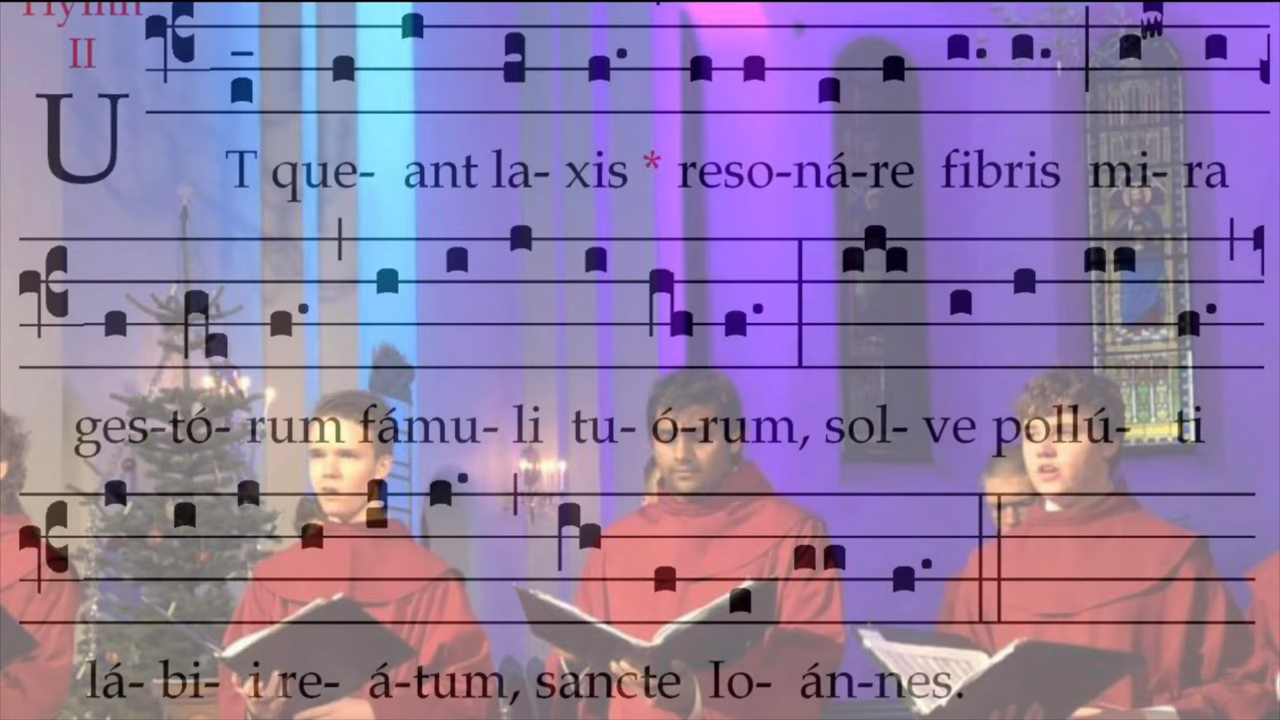 Hymn
II
UT que- ant la- xis * reso-ná-re fibris mi- ra
ges-tó- rum fámu- li tu- ó-rum, sol- ve pollú- ti
lá- bi- i re- á-tum, sancte Io- án-nes.